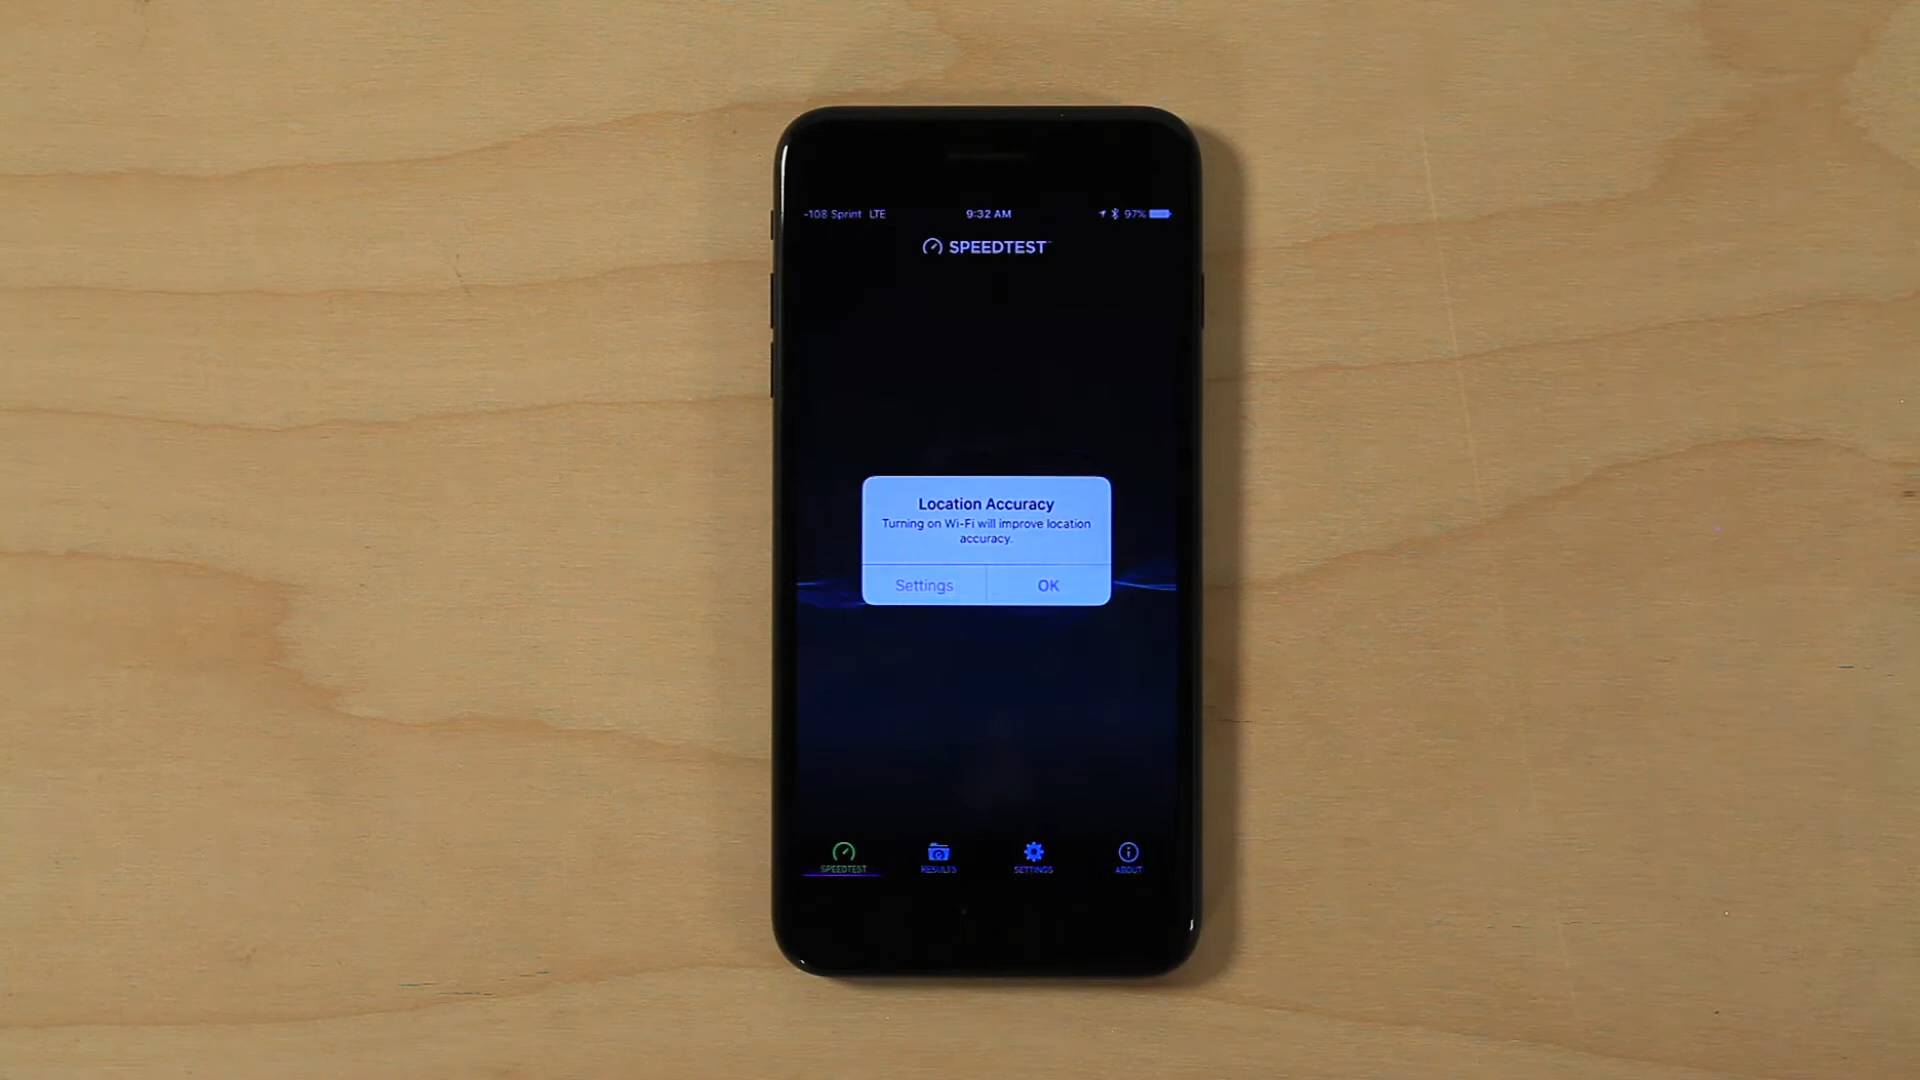 -108 Sprint LTE 9:32 AM 97%
SPEEDTEST
Location Accuracy
Turning on Wi-Fi will improve location
accuracy.
Settings OK
SPEEDTEST RESULTS SETTINGS ABOUT